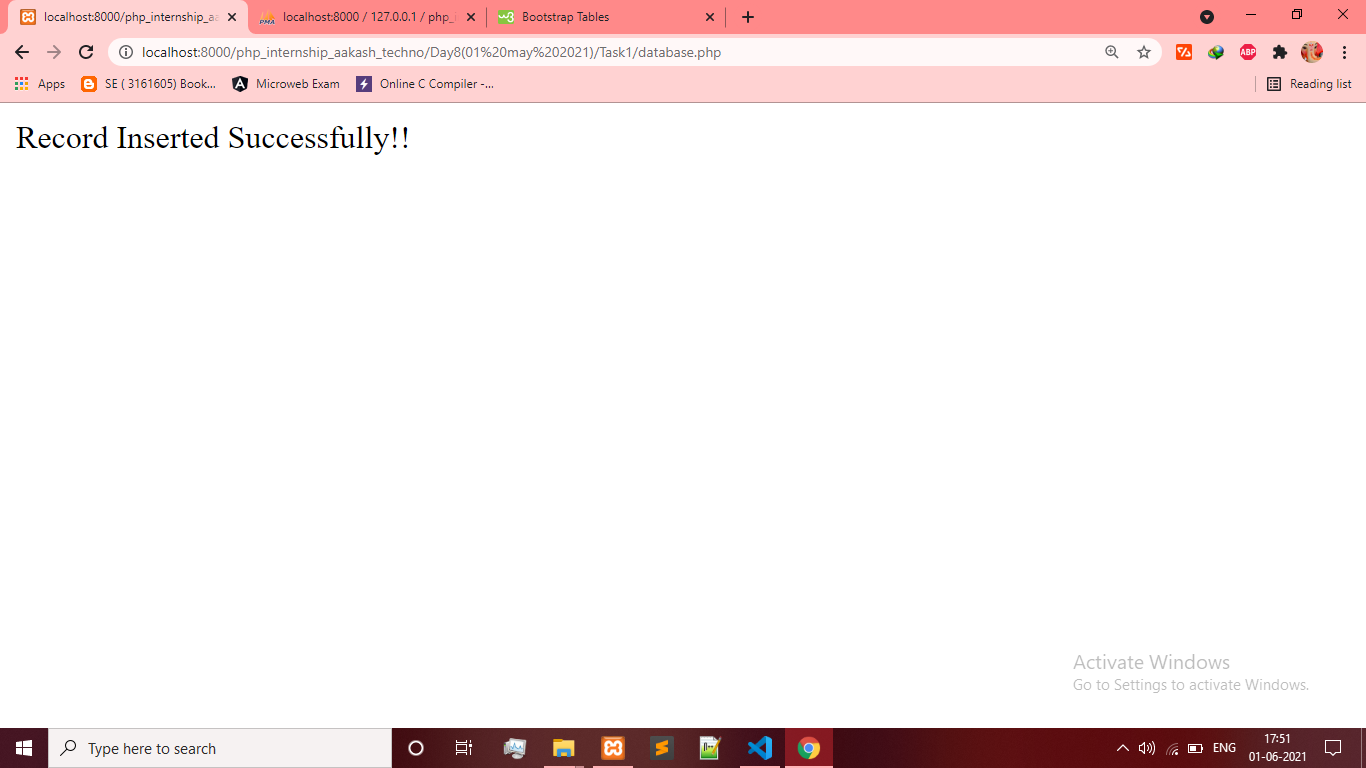 localhost:8000/php_internship_aa
localhost:8000 / 127.0.0.1 / php_i
Bootstrap Tables
localhost:8000/php_internship_aakash_techno/Day8(01%20may%202021)/Task1/database.php
ABP
Apps
SE ( 3161605) Book...
Microweb Exam
Online C Compiler -...
Reading list
Record Inserted Successfully!!
Activate Windows
Go to Settings to activate Windows.
Type here to search
ENG
17:51
01-06-2021